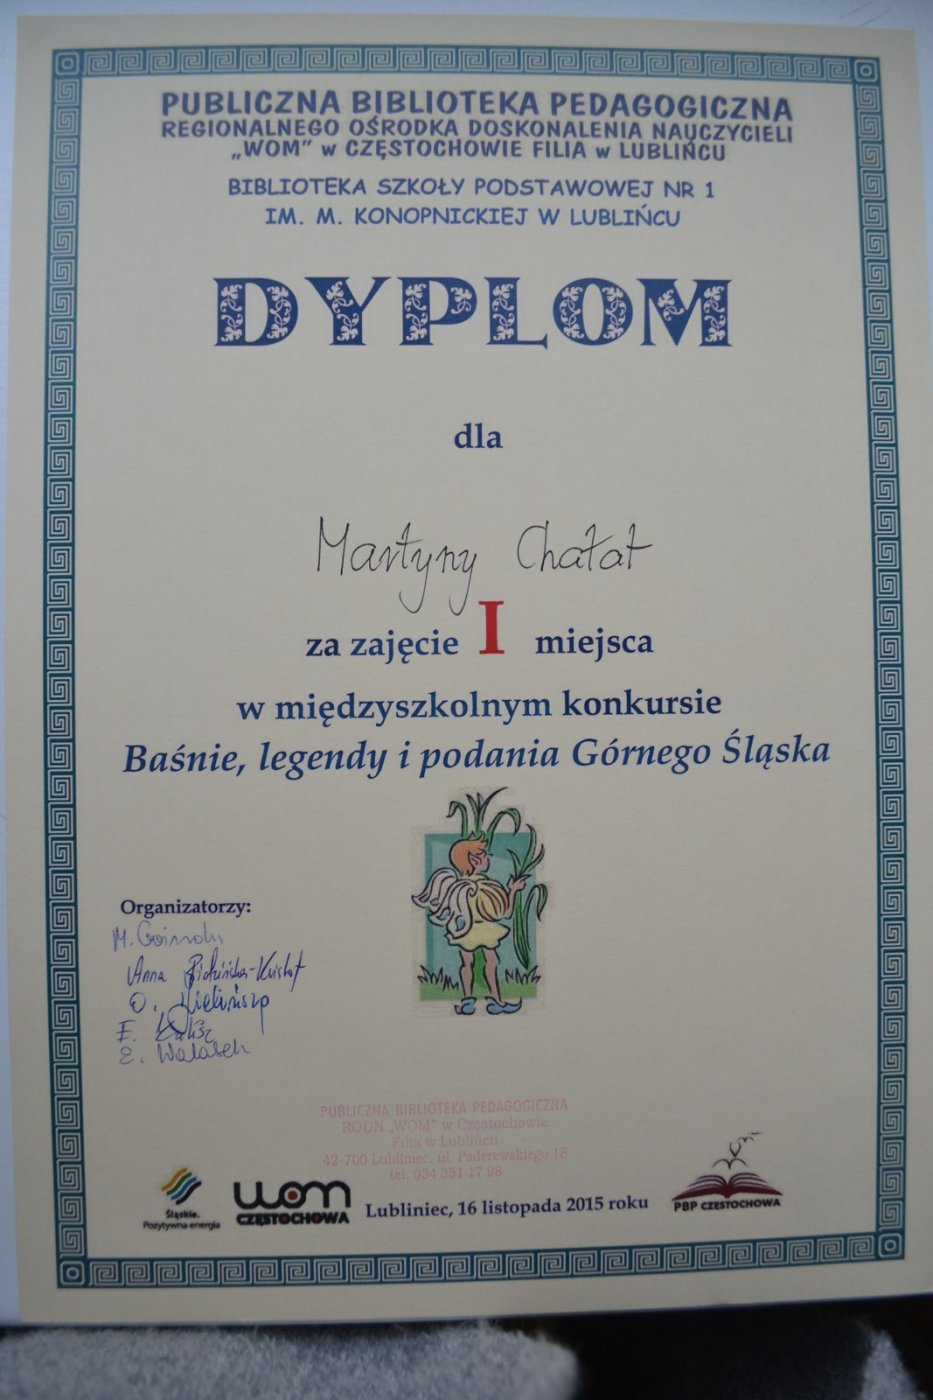 PUBLICZNA BIBLIOTEKA PEDAGOGICZNA
REGIONALNEGO OŚRODKA DOSKONALENIA NAUCZYCIELI
„WOM" w CZĘSTOCHOWIE FILIA w LUBLIŃCU
BIBLIOTEKA SZKOŁY PODSTAWOWEJ NR 1
IM. M. KONOPNICKIEJ W LUBLIŃCU
DYPLOM
dla
Martyny Chałat
za zajęcie I miejsca
w międzyszkolnym konkursie
Baśnie, legendy i podania Górnego Śląska
Organizatorzy:
M.
Anna
O.
E.
E. Walasek
PUBLICZNA BIBLIOTEKA PEDAGOGICZNA
RODN „WOM" w Częstochowie
Filia w Lublińcu
42-700 Lubliniec, ul. Paderewskiego 18
tel. 034 351 17 98
Śląskie.
Pozytywna energia
WOM
CZĘSTOCHOWA
Lubliniec, 16 listopada 2015 roku
PBP CZĘSTOCHOWA